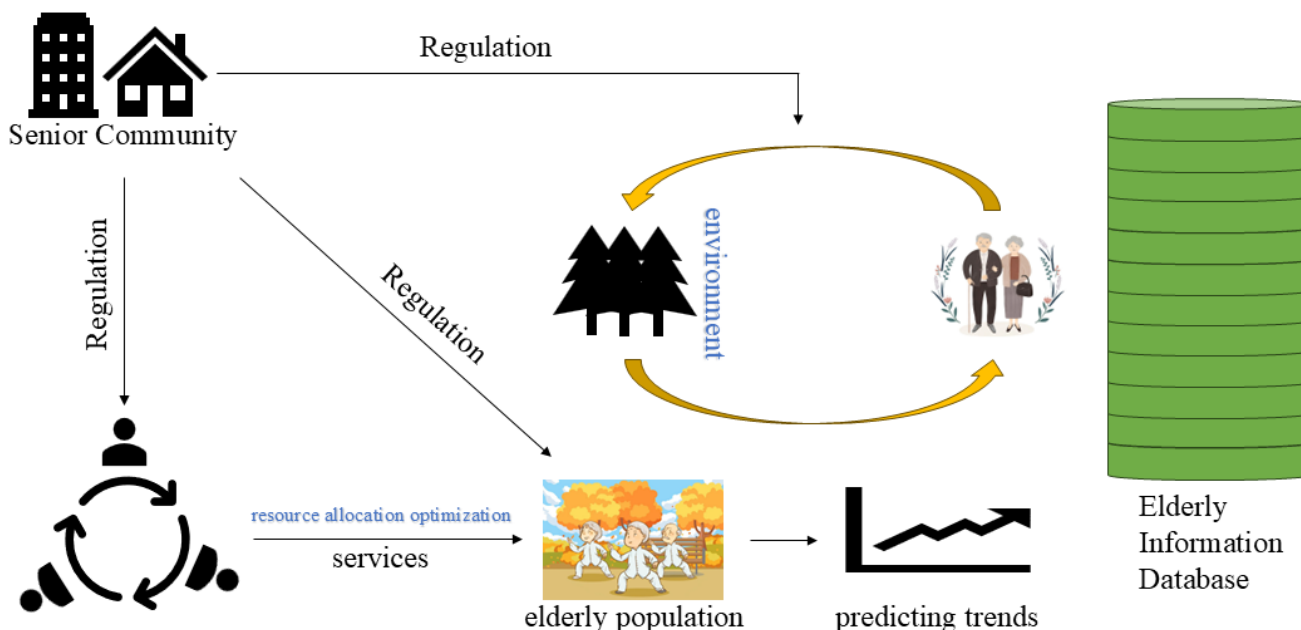 Regulation
Senior Community
Regulation
Regulation
environment
resource allocation optimization
services
elderly population
predicting trends
Elderly
Information
Database